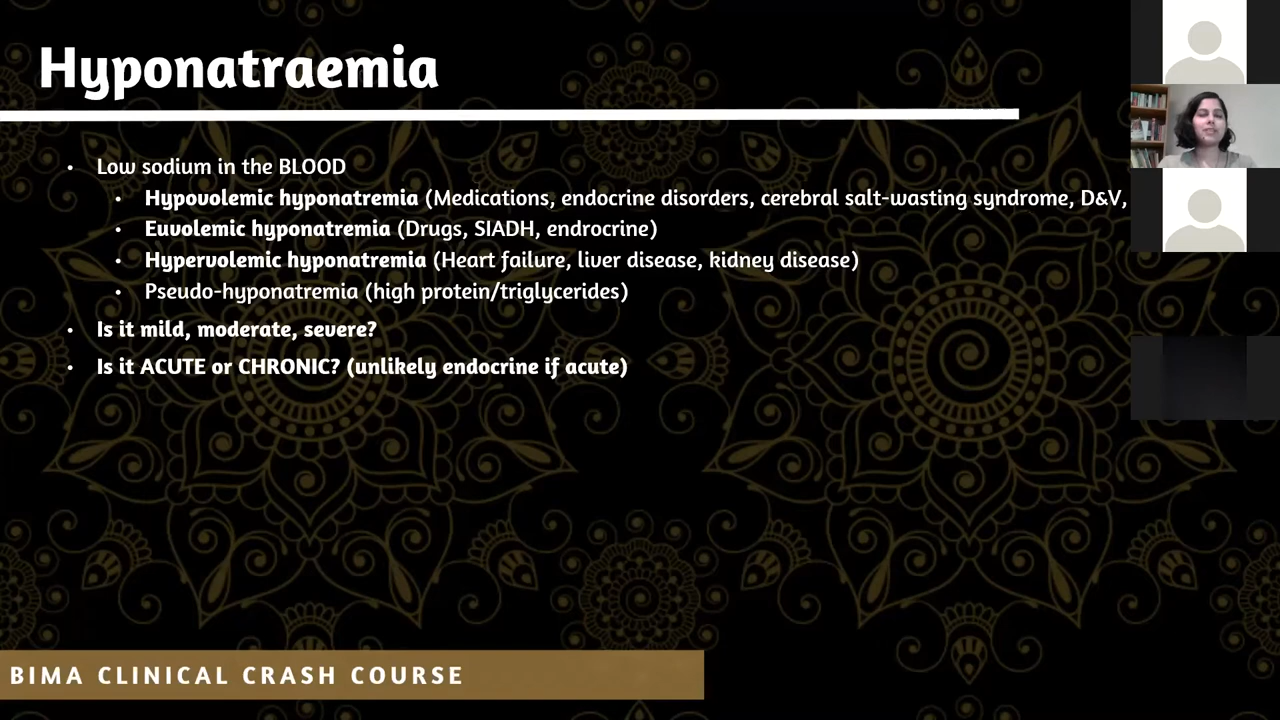 Hyponatraemia
• Low sodium in the BLOOD
• Hypovolemic hyponatremia (Medications, endocrine disorders, cerebral salt-wasting syndrome, D&V,
• Euvolemic hyponatremia (Drugs, SIADH, endrocrine)
• Hypervolemic hyponatremia (Heart failure, liver disease, kidney disease)
• Pseudo-hyponatremia (high protein/triglycerides)
• Is it mild, moderate, severe?
• Is it ACUTE or CHRONIC? (unlikely endocrine if acute)
BIMA CLINICAL CRASH COURSE